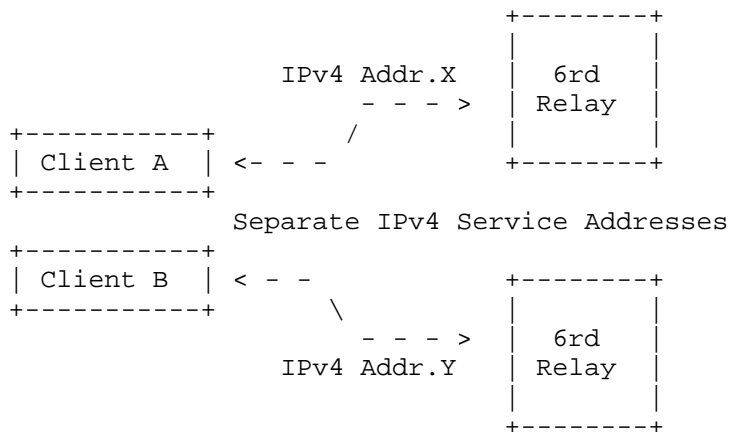 IPv4 Addr.X
6rd
Relay
Client A
Separate IPv4 Service Addresses
Client B
6rd
IPv4 Addr.Y
Relay